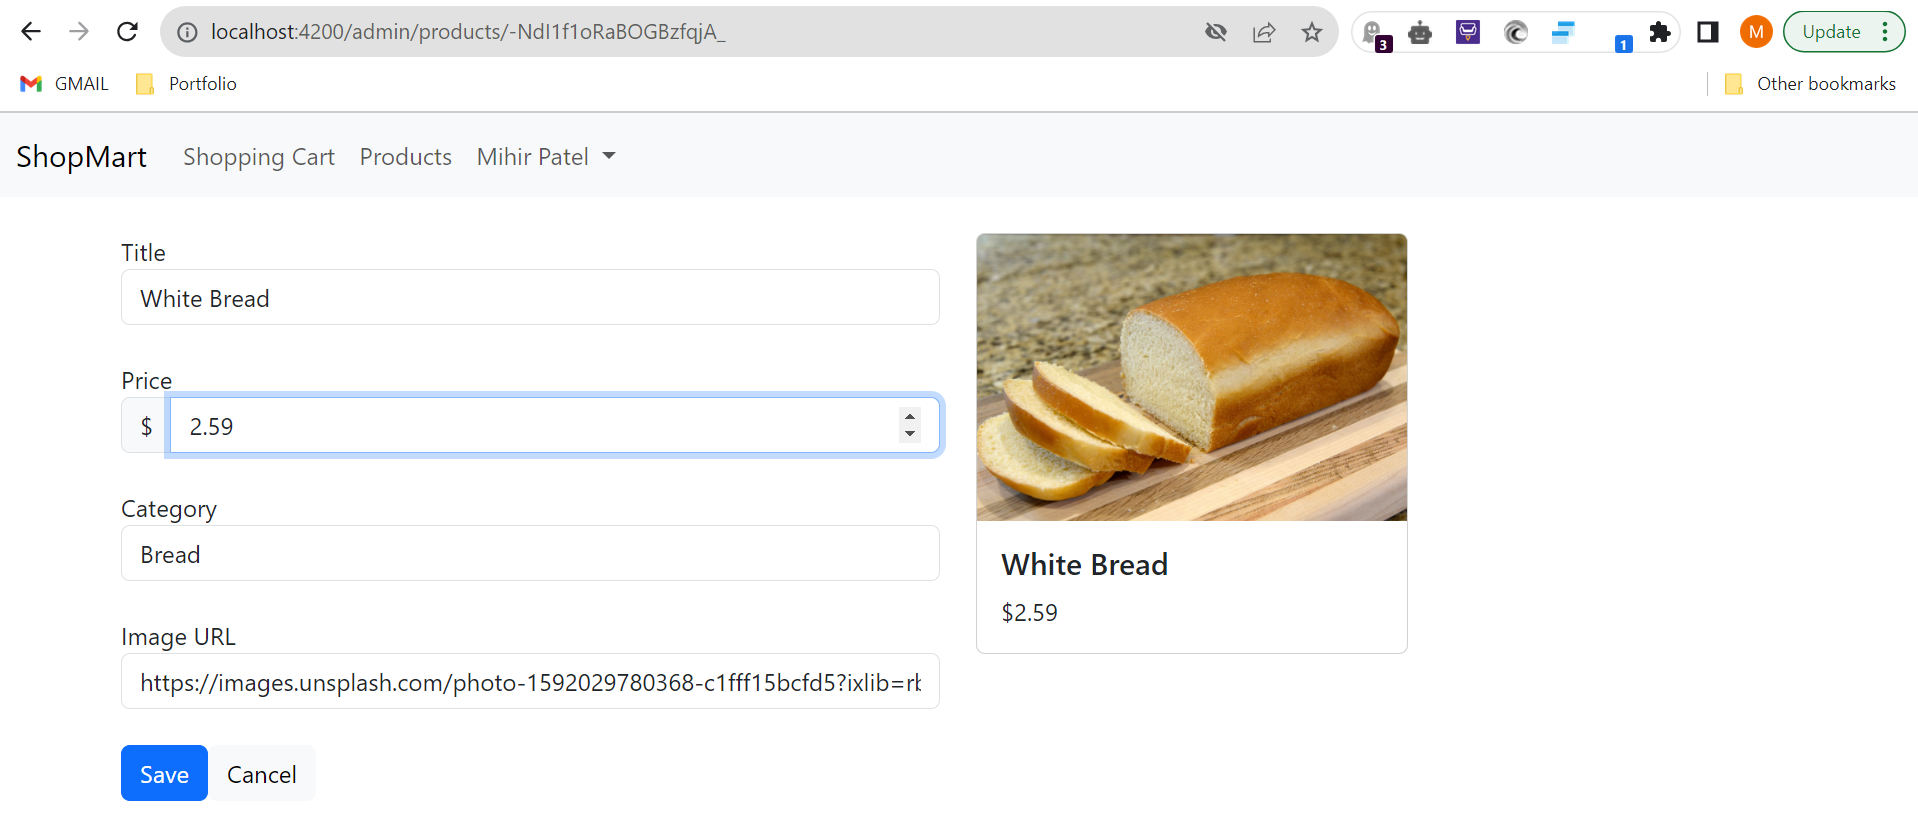 localhost:4200/admin/products/-NdI1f1oRaBOGBzfqjA_
3
1
M
Update
GMAIL
Portfolio
Other bookmarks
ShopMart
Shopping Cart
Products
Mihir Patel
Title
White Bread
Price
$
2.59
Category
Bread
Image URL
https://images.unsplash.com/photo-1592029780368-c1fff15bcfd5?ixlib=rb
Save
Cancel
White Bread
$2.59